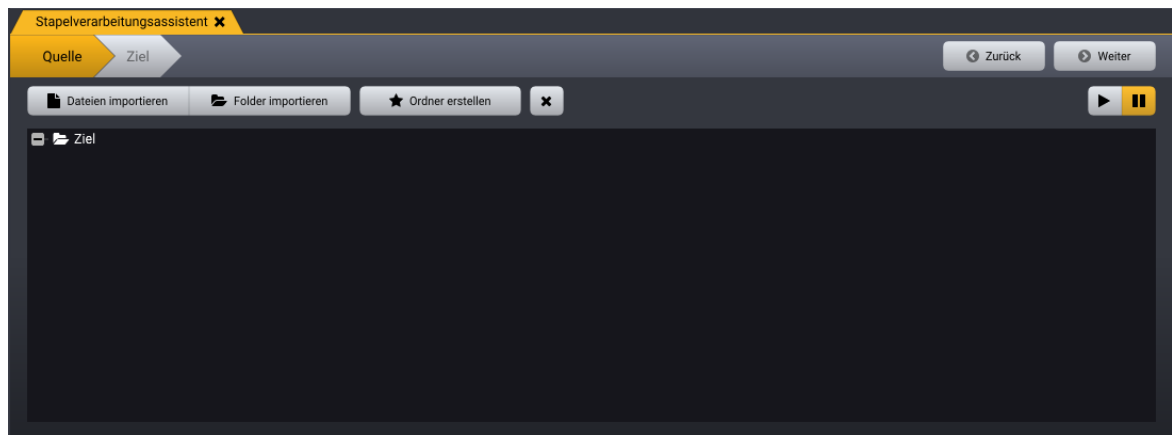 Stapelverarbeitungsassistent
Quelle Ziel Zurück Weiter
Dateien importieren Folder importieren Ordner erstellen
Ziel